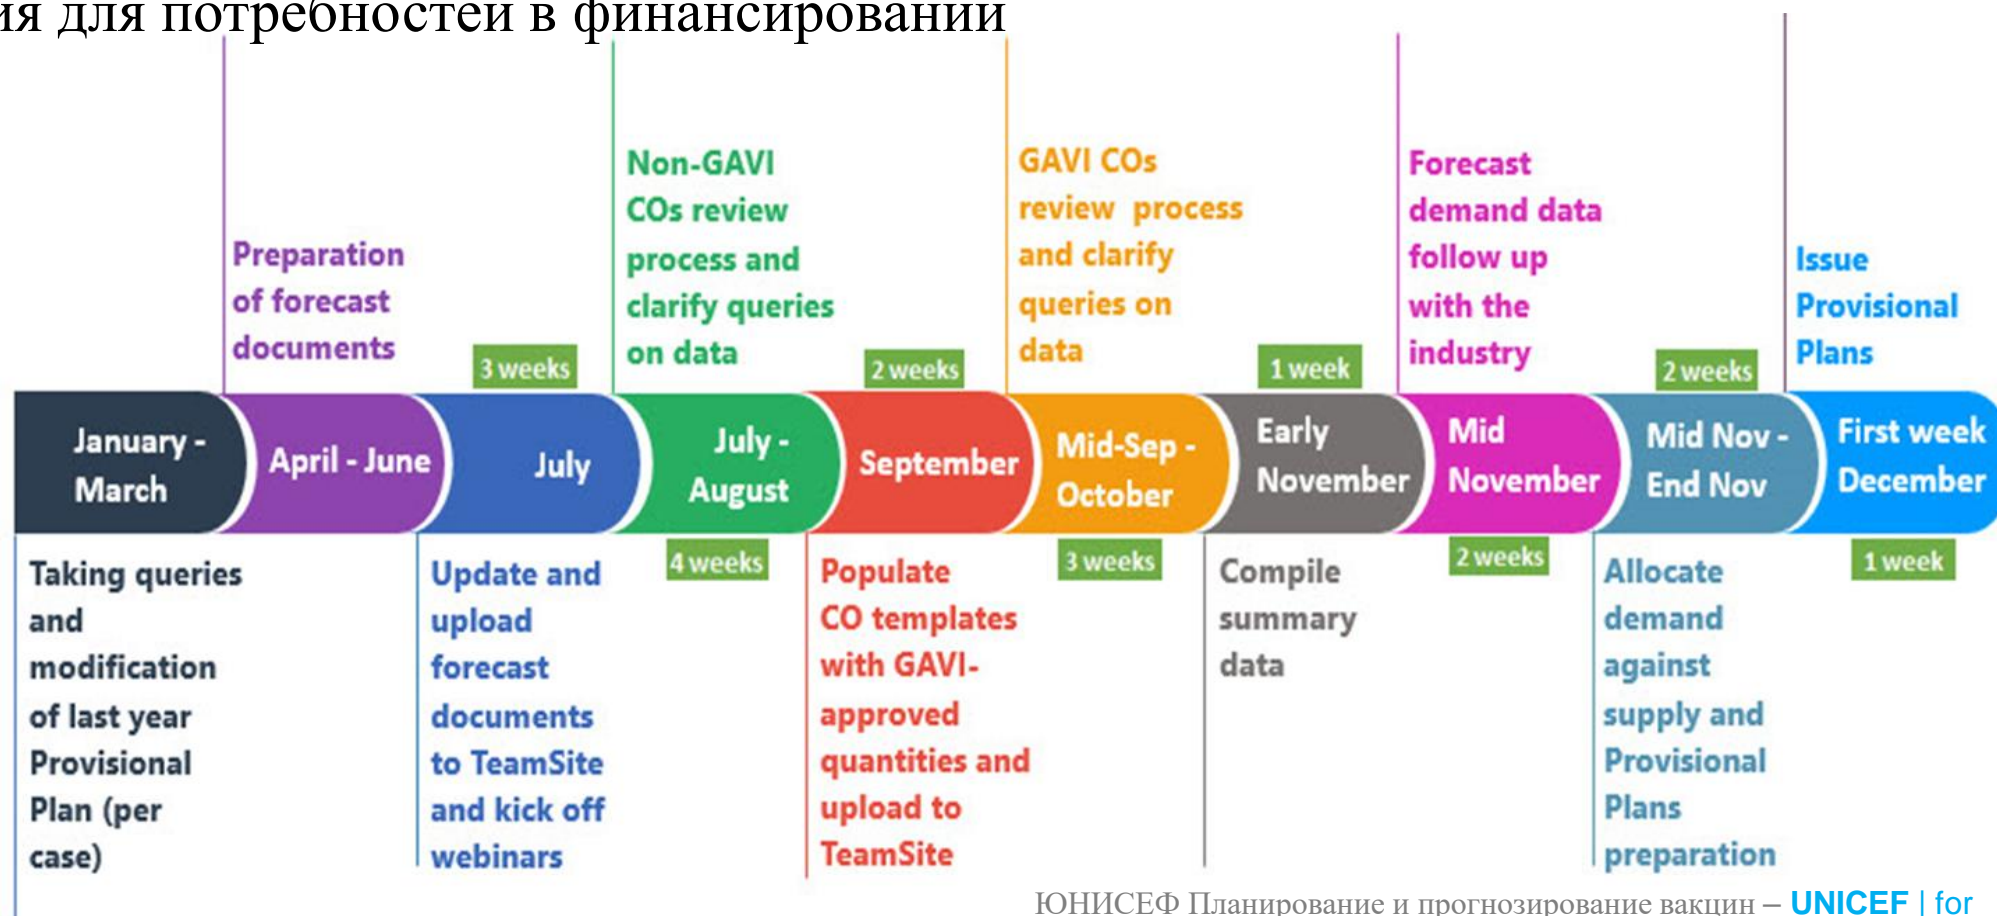 ия для потребностей в финансировании
Preparation
of forecast
documents
3 weeks
Non-GAVI
COs review
process and
clarify queries
on data
2 weeks
GAVI COs
review process
and clarify
queries on
data
1 week
Forecast
demand data
follow up
with the
industry
2 weeks
Issue
Provisional
Plans
January -
March
April - June
July
July -
August
September
Mid-Sep -
October
Early
November
Mid
November
Mid Nov -
End Nov
First week
December
Taking queries
and
modification
of last year
Provisional
Plan (per
case)
Update and
upload
forecast
documents
to TeamSite
and kick off
webinars
4 weeks
Populate
CO templates
with GAVI-
approved
quantities and
upload to
TeamSite
3 weeks
Compile
summary
data
2 weeks
Allocate
demand
against
supply and
Provisional
Plans
preparation
1 week
ЮНИСЕФ Планирование и прогнозирование вакцин – UNICEF | for